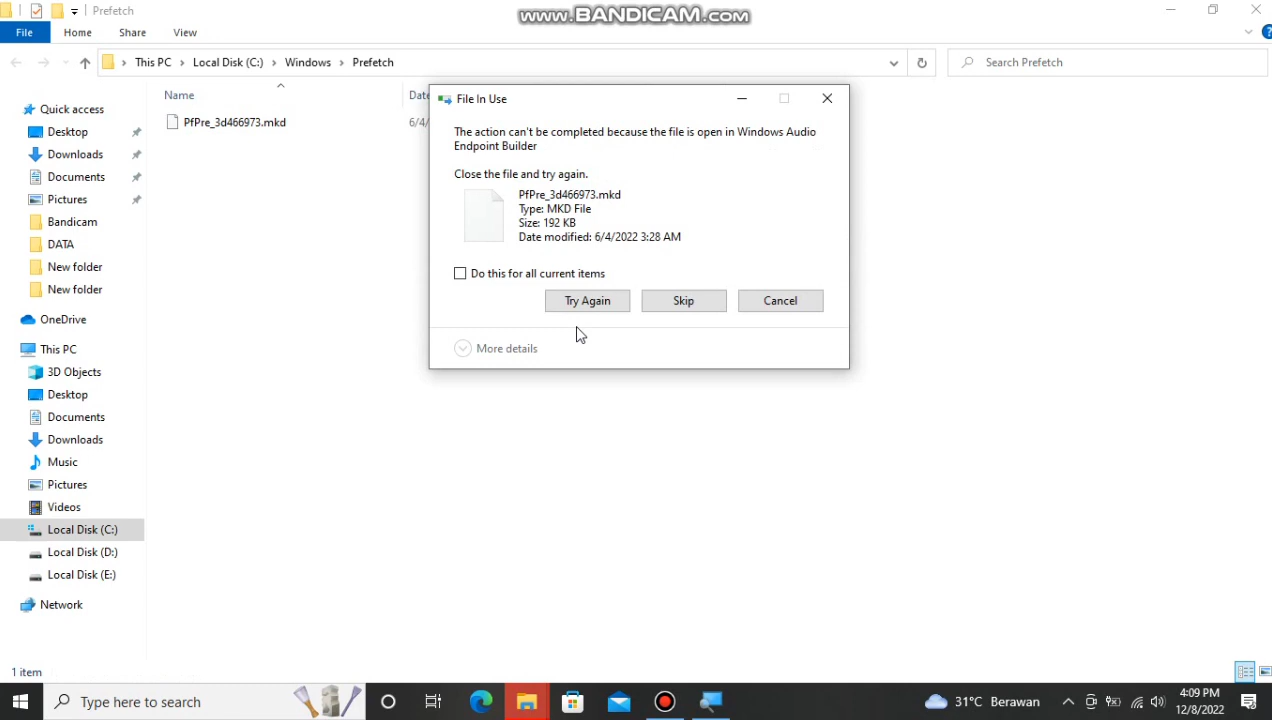 Prefetch
www.BANDICAM.com
File
Home
Share
View
This PC
Local Disk (C:)
Windows
Prefetch
Search Prefetch
Name
Date
PfPre_3d466973.mkd
6/4/
Quick access
Desktop
Downloads
Documents
Pictures
Bandicam
DATA
New folder
New folder
OneDrive
This PC
3D Objects
Desktop
Documents
Downloads
Music
Pictures
Videos
Local Disk (C:)
Local Disk (D:)
Local Disk (E:)
Network
File In Use
The action can't be completed because the file is open in Windows Audio
Endpoint Builder
Close the file and try again.
PfPre_3d466973.mkd
Type: MKD File
Size: 192 KB
Date modified: 6/4/2022 3:28 AM
Do this for all current items
Try Again
Skip
Cancel
More details
1 item
Type here to search
31°C Berawan
4:09 PM
12/8/2022